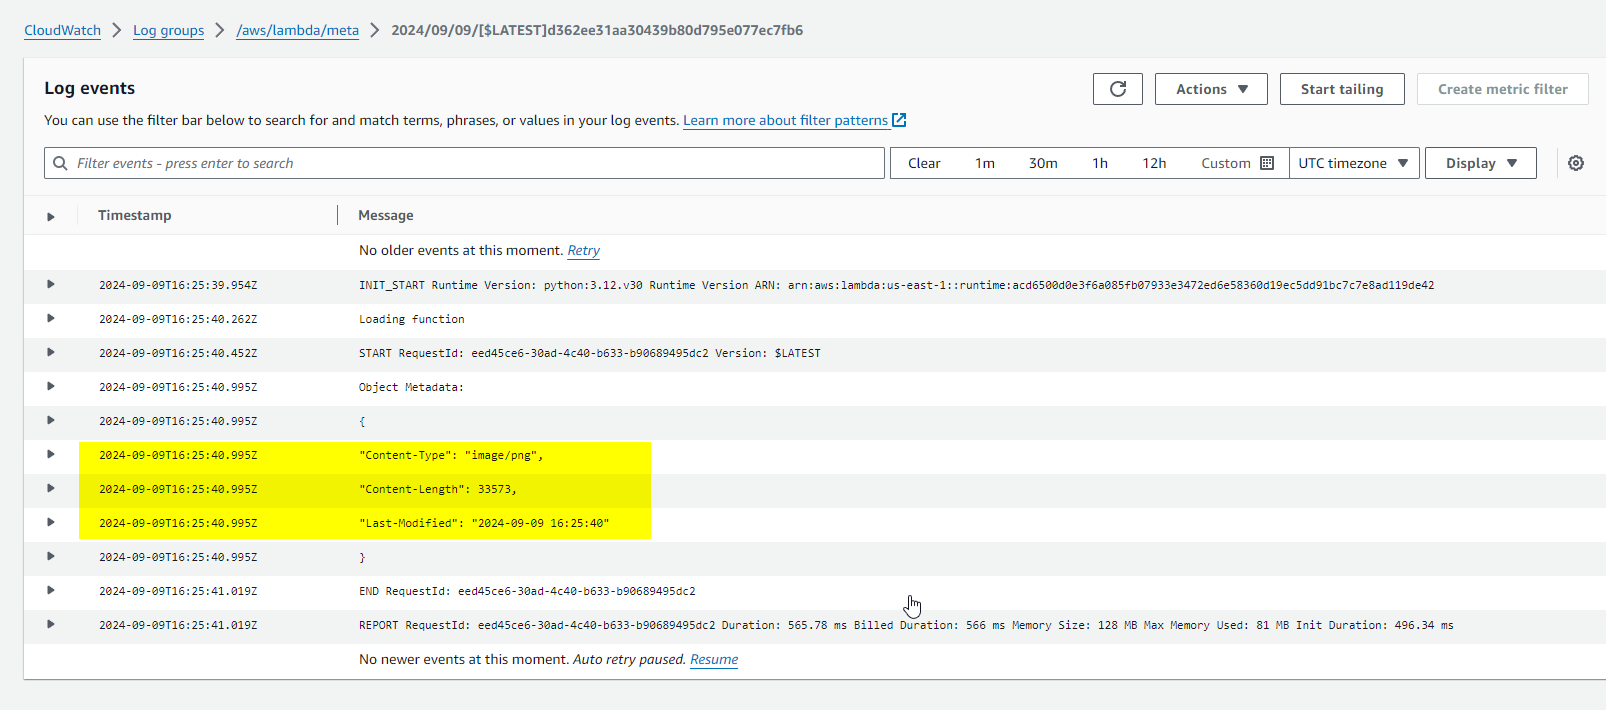 CloudWatch > Log groups > /aws/lambda/meta > 2024/09/09/[$LATEST]d362ee31aa30439b80d795e077ec7fb6
Log events
Actions Start tailing Create metric filter
You can use the filter bar below to search for and match terms, phrases, or values in your log events. Learn more about filter patterns
Filter events - press enter to search Clear 1m 30m 1h 12h Custom UTC timezone Display
Timestamp Message
No older events at this moment. Retry
2024-09-09T16:25:39.954Z INIT_START Runtime Version: python:3.12.v30 Runtime Version ARN: arn:aws:lambda:us-east-1::runtime:acd6500d0e3f6a085fb07933e3472ed6e58360d19ec5dd91bc7c7e8ad119de42
2024-09-09T16:25:40.262Z Loading function
2024-09-09T16:25:40.452Z START RequestId: eed45ce6-30ad-4c40-b633-b90689495dc2 Version: $LATEST
2024-09-09T16:25:40.995Z Object Metadata:
2024-09-09T16:25:40.995Z {
2024-09-09T16:25:40.995Z "Content-Type": "image/png",
2024-09-09T16:25:40.995Z "Content-Length": 33573,
2024-09-09T16:25:40.995Z "Last-Modified": "2024-09-09 16:25:40"
2024-09-09T16:25:40.995Z }
2024-09-09T16:25:41.019Z END RequestId: eed45ce6-30ad-4c40-b633-b90689495dc2
2024-09-09T16:25:41.019Z REPORT RequestId: eed45ce6-30ad-4c40-b633-b90689495dc2 Duration: 565.78 ms Billed Duration: 566 ms Memory Size: 128 MB Max Memory Used: 81 MB Init Duration: 496.34 ms
No newer events at this moment. Auto retry paused. Resume